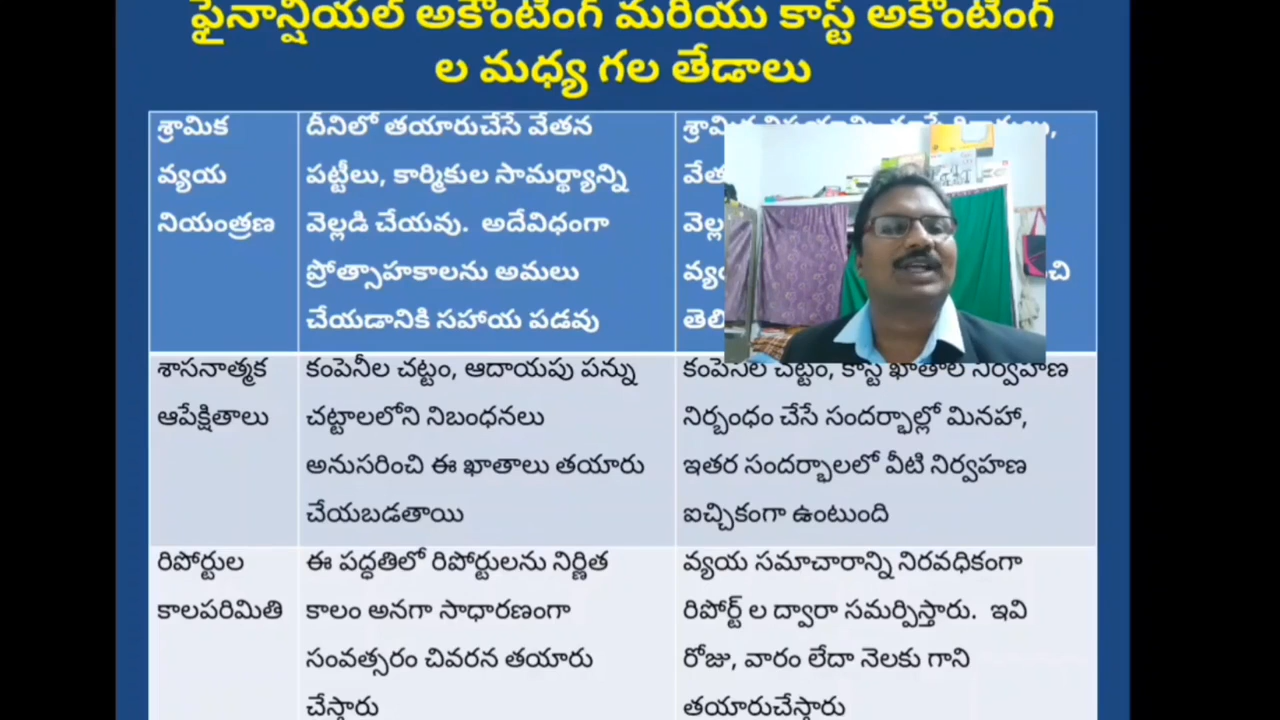 ఫైనాన్షియల్ అకౌంటింగ్ మరియు కాస్ట్ అకౌంటింగ్
ల మధ్య గల తేడాలు
శ్రామిక
వ్యయ
నియంత్రణ
దీనిలో తయారుచేసే వేతన
పట్టీలు, కార్మికుల సామర్థ్యాన్ని
వెల్లడి చేయవు. అదేవిధంగా
ప్రోత్సాహకాలను అమలు
చేయడానికి సహాయ పడవు
శాసనాత్మక
ఆపేక్షితాలు
కంపెనీల చట్టం, ఆదాయపు పన్ను
చట్టాలలోని నిబంధనలు
అనుసరించి ఈ ఖాతాలు తయారు
చేయబడతాయి
కంపెనీల చట్టం, కాస్ట్ ఖాతాల నిర్వహణ
నిర్బంధం చేసే సందర్భాల్లో మినహా,
ఇతర సందర్భాలలో వీటి నిర్వహణ
ఐచ్ఛికంగా ఉంటుంది
రిపోర్టుల
కాలపరిమితి
ఈ పద్ధతిలో రిపోర్టులను నిర్ణిత
కాలం అనగా సాధారణంగా
సంవత్సరం చివరన తయారు
చేస్తారు
వ్యయ సమాచారాన్ని నిరవధికంగా
రిపోర్ట్ ల ద్వారా సమర్పిస్తారు. ఇవి
రోజు, వారం లేదా నెలకు గాని
తయారుచేస్తారు